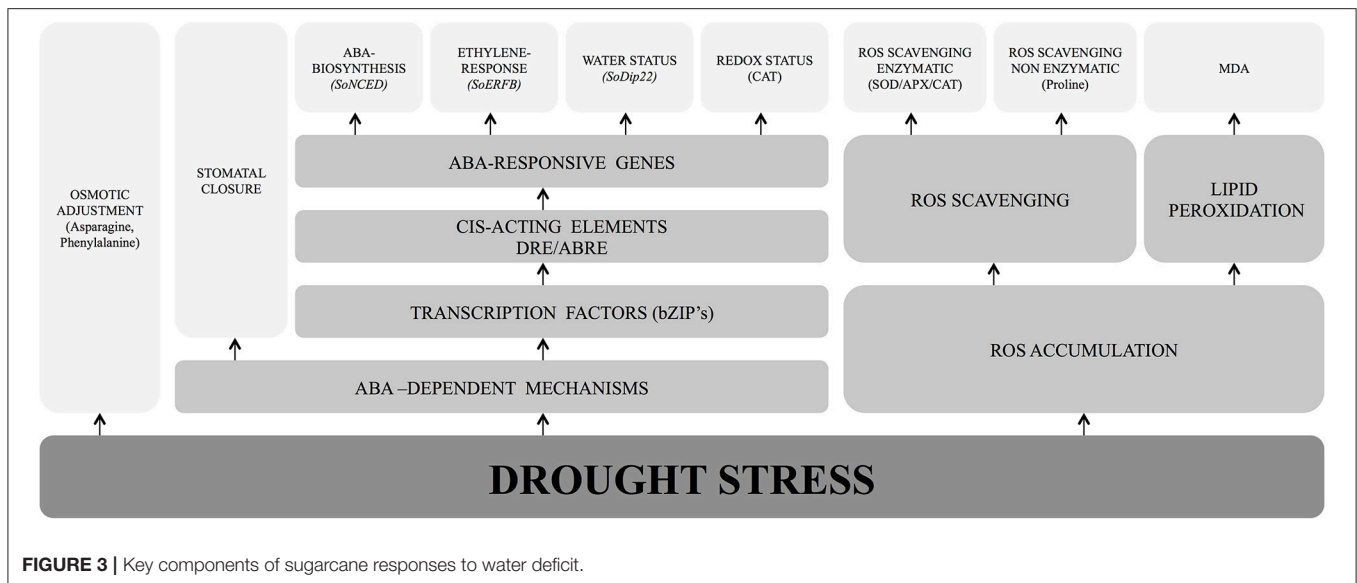 ABA-
BIOSYNTHESIS
(SoNCED)
ETHYLENE-
RESPONSE
(SoERFB)
WATER STATUS
(SoDip22)
REDOX STATUS
(CAT)
ROS SCAVENGING
ENZYMATIC
(SOD/APX/CAT)
ROS SCAVENGING
NON ENZYMATIC
(Proline)
MDA
OSMOTIC
ADJUSTMENT
(Asparagine,
Phenylalanine)
STOMATAL
CLOSURE
ABA-RESPONSIVE GENES
CIS-ACTING ELEMENTS
DRE/ABRE
TRANSCRIPTION FACTORS (bZIP's)
ABA –DEPENDENT MECHANISMS
ROS SCAVENGING
LIPID
PEROXIDATION
ROS ACCUMULATION
DROUGHT STRESS
FIGURE 3 | Key components of sugarcane responses to water deficit.